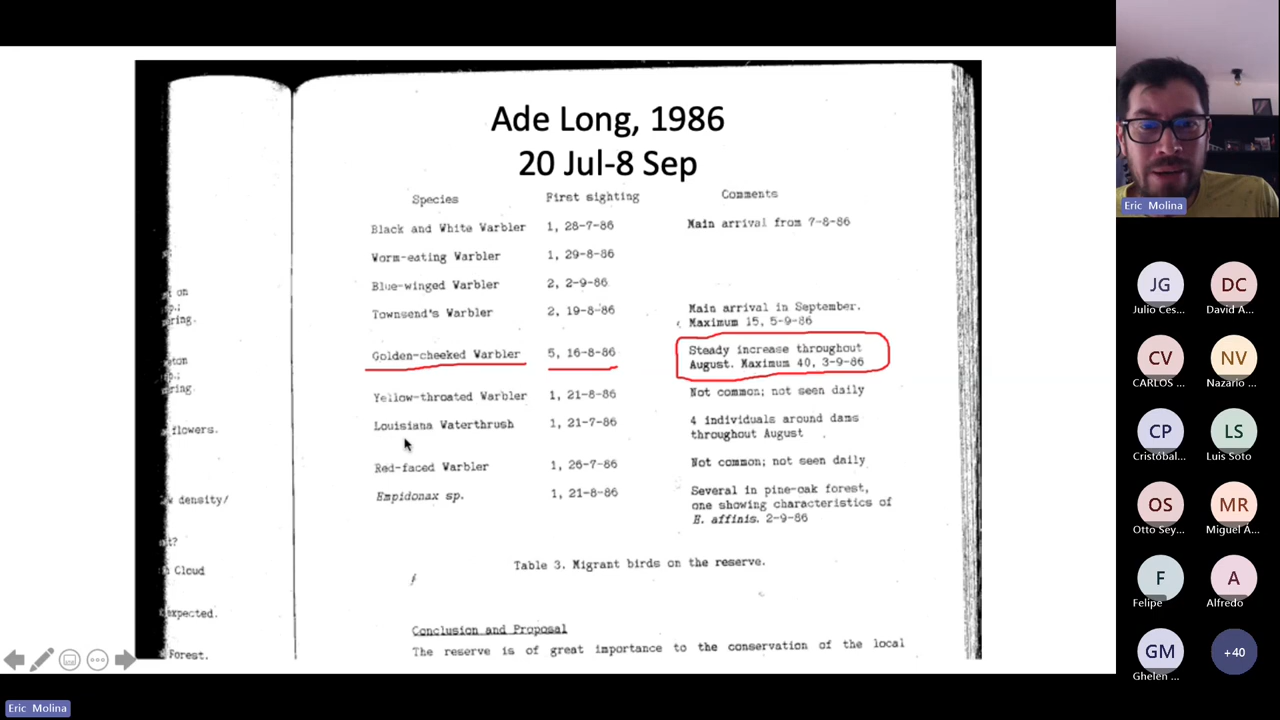 Ade Long, 1986
20 Jul-8 Sep
Species First sighting Comments
Black and White Warbler 1, 28-7-86 Main arrival from 7-8-86
Worm-eating Warbler 1, 29-8-86
Blue-winged Warbler 2, 2-9-86
Townsend's Warbler 2, 19-8-86 Main arrival in September.
Maximum 15, 5-9-86
Golden-cheeked Warbler 5, 16-8-86 Steady increase throughout
August. Maximum 40, 3-9-86
Yellow-throated Warbler 1, 21-8-86 Not common; not seen daily
Louisiana Waterthrush 1, 21-7-86 4 individuals around dams
throughout August
Red-faced Warbler 1, 26-7-86 Not common; not seen daily
Empidonax sp. 1, 21-8-86 Several in pine-oak forest,
one showing characteristics of
E. affinis. 2-9-86
Table 3. Migrant birds on the reserve.
Conclusion and Proposal
The reserve is of great importance to the conservation of the local
on
ring.
flowers.
density/
Cloud
Forest.
Eric Molina
JG
Julio Ces...
DC
David A...
CV
CARLOS ...
NV
Nazario ...
CP
Cristóbal...
LS
Luis Soto
OS
Otto Sey...
MR
Miguel Á...
F
Felipe
A
Alfredo
GM
Ghelen ...
+40
Eric Molina